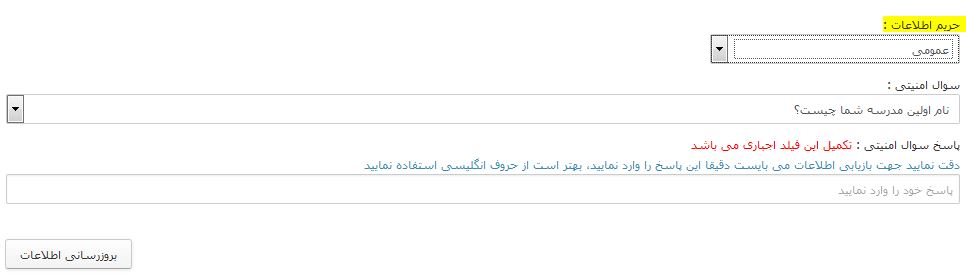 حریم اطلاعات :
عمومی
سوال امنیتی :
نام اولین مدرسه شما چیست؟
پاسخ سوال امنیتی : تکمیل این فیلد اجباری می باشد
دقت نمایید جهت بازیابی اطلاعات می بایست دقیقا این پاسخ را وارد نمایید، بهتر است از حروف انگلیسی استفاده نمایید
پاسخ خود را وارد نمایید
بروزرسانی اطلاعات